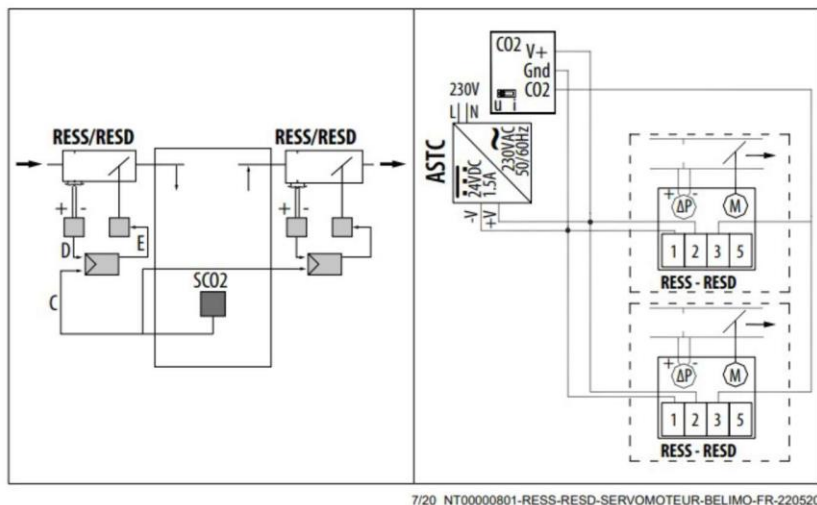 RESS/RESD
RESS/RESD
+ -
+ -
D
E
C
SCO2
CO2 V+
Gnd
CO2
u i
230V
L N
ASTC
24VDC
1.5A
~
230VAC
50/60Hz
-V
+V
+ -
ΔP
M
1 2 3 5
RESS - RESD
+ -
ΔP
M
1 2 3 5
RESS - RESD
7/20 NT00000801-RESS-RESD-SERVOMOTEUR-BELIMO-FR-220520